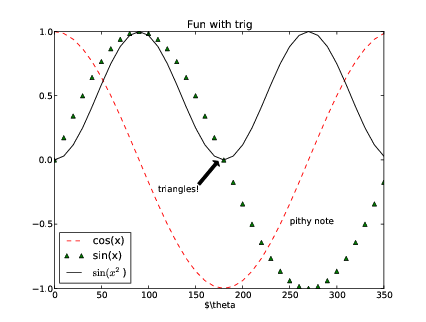 Fun with trig
1.0
0.5
0.0
−0.5
−1.0
triangles!
pithy note
cos(x)
sin(x)
sin(x² )
0 50 100 150 200 250 300 350
$\theta